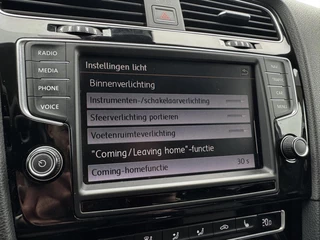 RADIO
MEDIA
PHONE
VOICE
Instellingen licht
Binnenverlichting
Instrumenten-/schakelaarverlichting
Sfeerverlichting portieren
Voetenruimteverlichting
"Coming/Leaving home"-functie
Coming-homefunctie 30 s